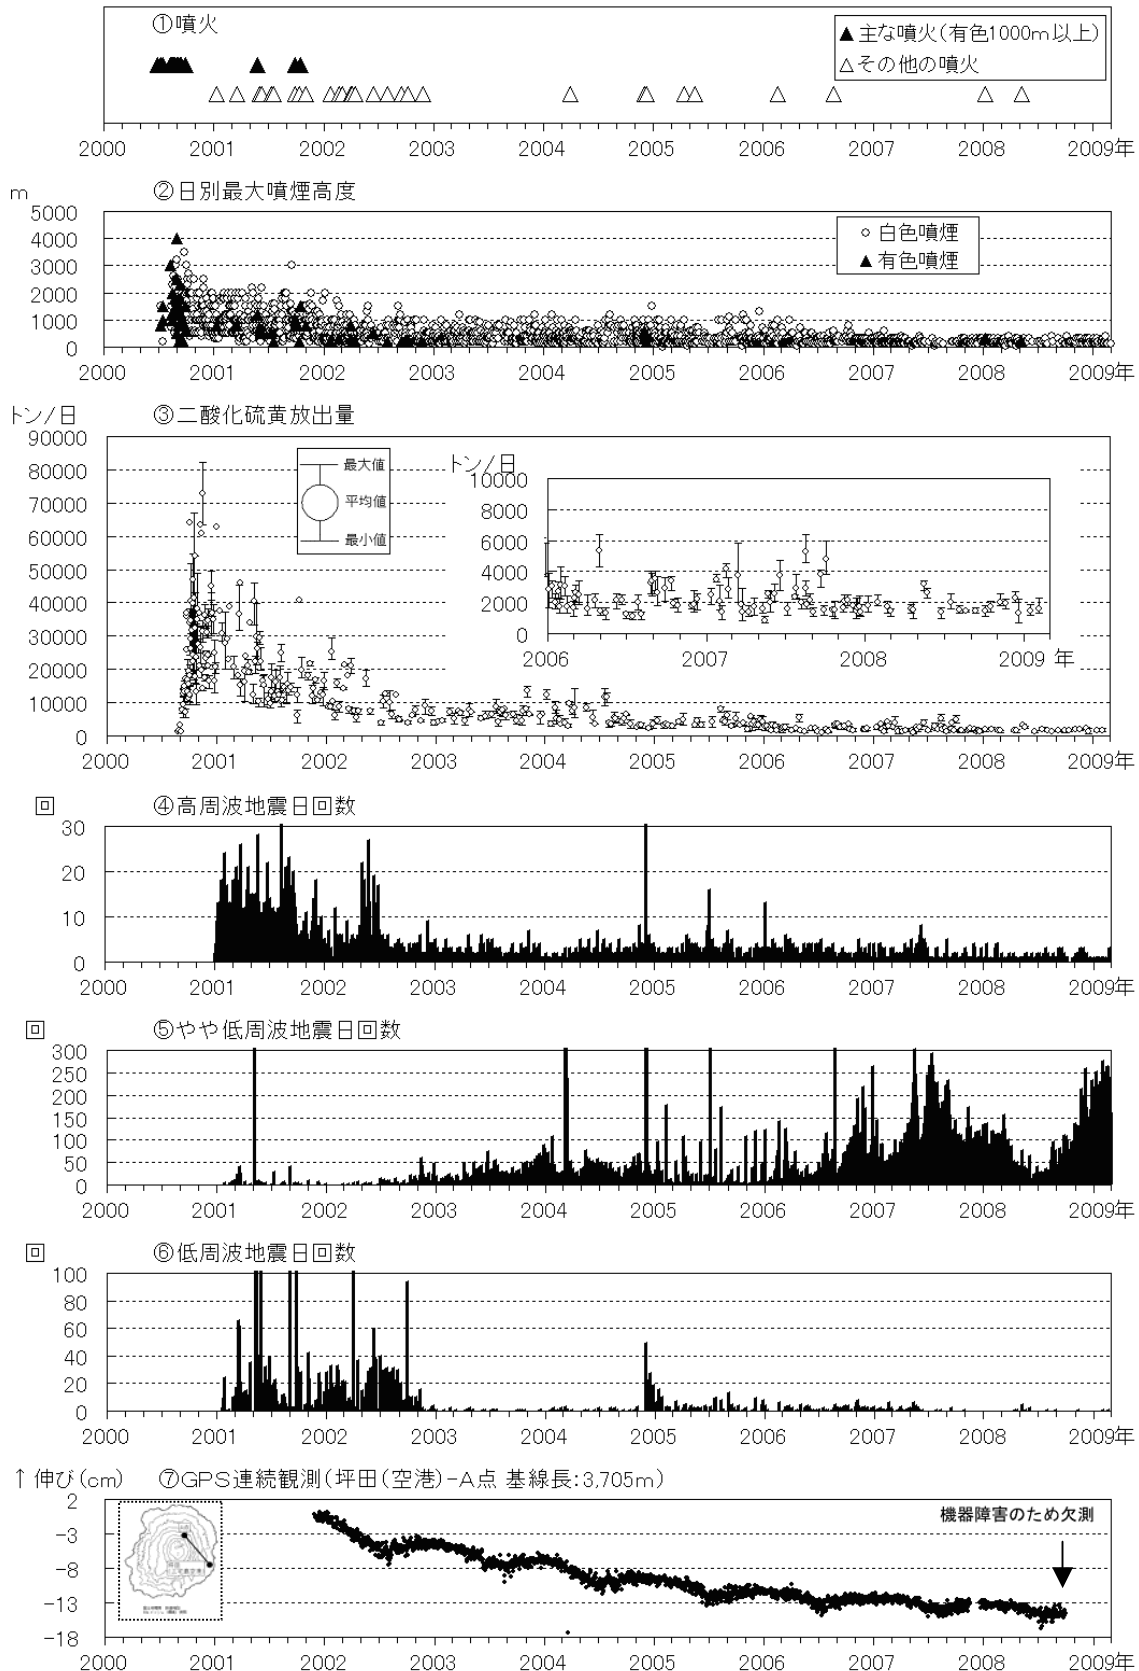 ①噴火
▲主な噴火(有色1000m以上)
△その他の噴火
2000 2001 2002 2003 2004 2005 2006 2007 2008 2009年
m
②日別最大噴煙高度
5000
4000
3000
2000
1000
0
○ 白色噴煙
▲ 有色噴煙
2000 2001 2002 2003 2004 2005 2006 2007 2008 2009年
トン/日
③二酸化硫黄放出量
90000
80000
70000
60000
50000
40000
30000
20000
10000
0
最大値
平均値
最小値
トン/日
10000
8000
6000
4000
2000
0
2006 2007 2008 2009 年
2000 2001 2002 2003 2004 2005 2006 2007 2008 2009年
回
④高周波地震日回数
30
20
10
0
2000 2001 2002 2003 2004 2005 2006 2007 2008 2009年
回
⑤やや低周波地震日回数
300
250
200
150
100
50
0
2000 2001 2002 2003 2004 2005 2006 2007 2008 2009年
回
⑥低周波地震日回数
100
80
60
40
20
0
2000 2001 2002 2003 2004 2005 2006 2007 2008 2009年
↑伸び(cm)
⑦GPS連続観測(坪田(空港)-A点 基線長:3,705m)
2
-3
-8
-13
-18
機器障害のため欠測
2000 2001 2002 2003 2004 2005 2006 2007 2008 2009年